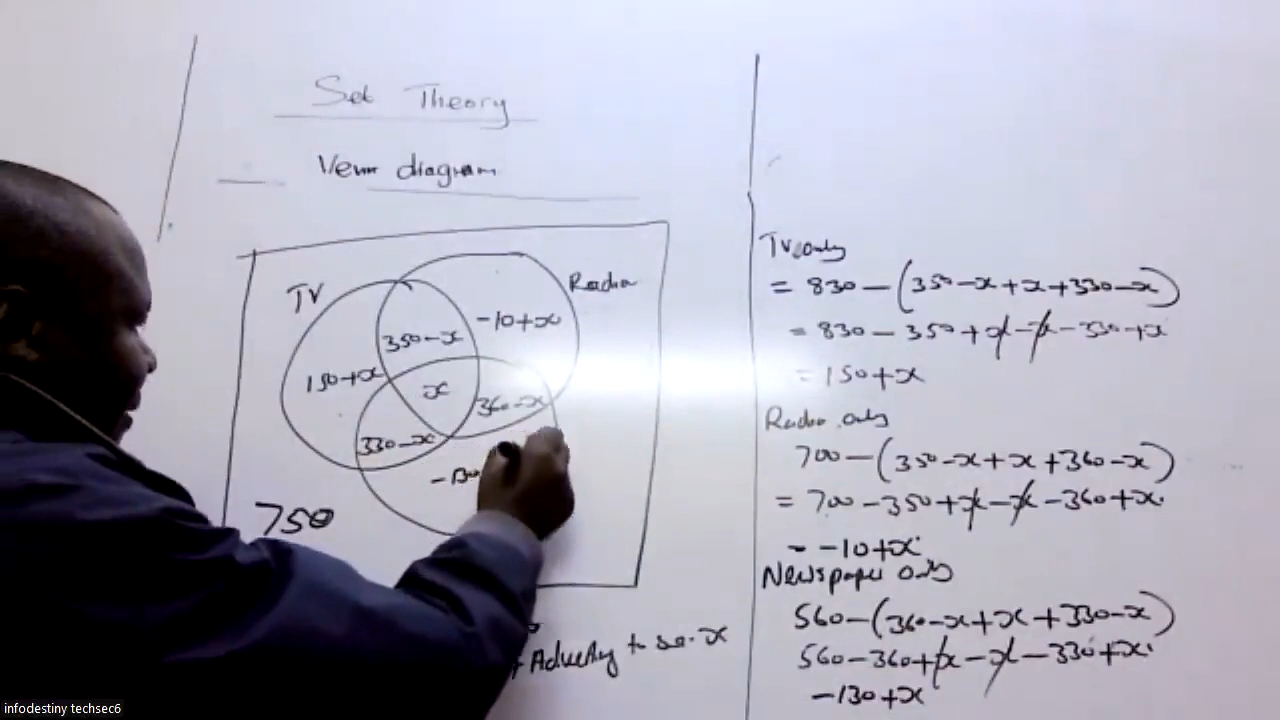 Set Theory
Venn diagram
TV
Radio
350-x
-10+x
150+x
x
360-x
330-x
-130
750
to
TV only
= 830 - (350-x+x+330-x)
= 830 - 350+x-x-330+x
= 150+x
Radio only
700 - (350-x+x+360-x)
= 700 - 350+x-x-360+x.
= -10+x
Newspaper only
560-(360-x+x+330-x)
560-360+x-x-330+x.
-130+x
infodestiny techsec6